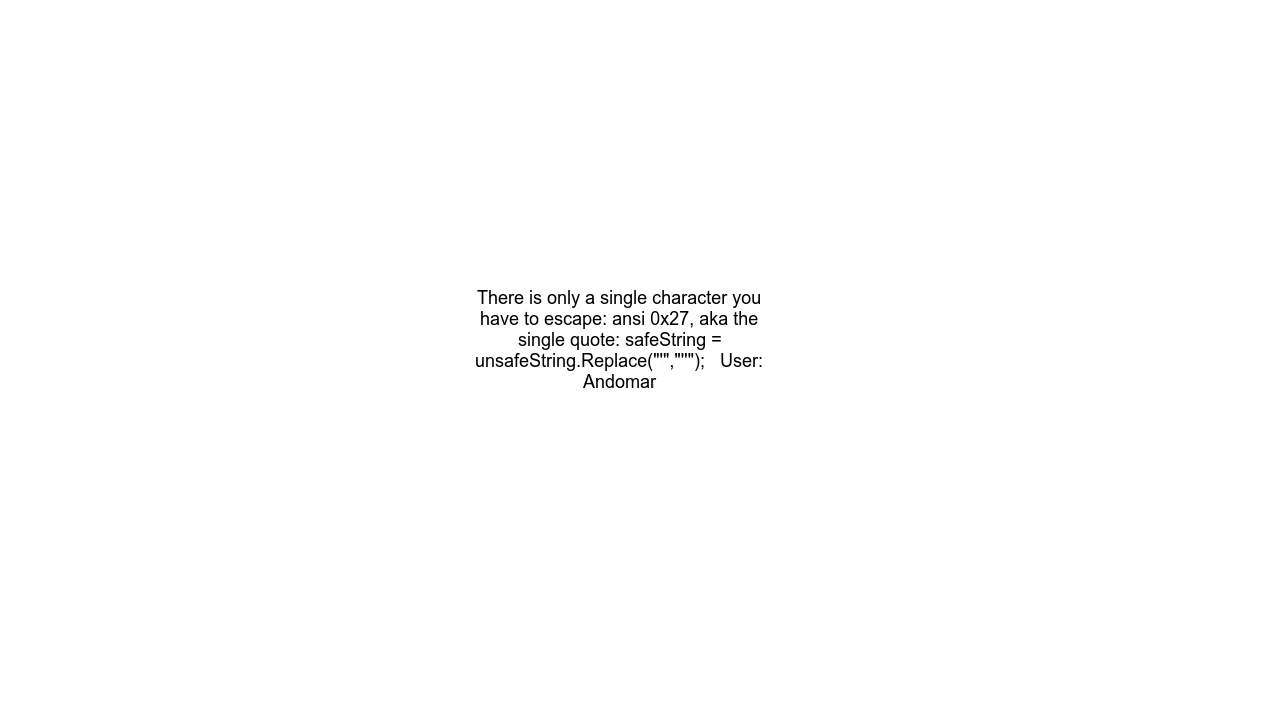 There is only a single character you
have to escape: ansi 0x27, aka the
single quote: safeString =
unsafeString.Replace("'","''");   User:
Andomar